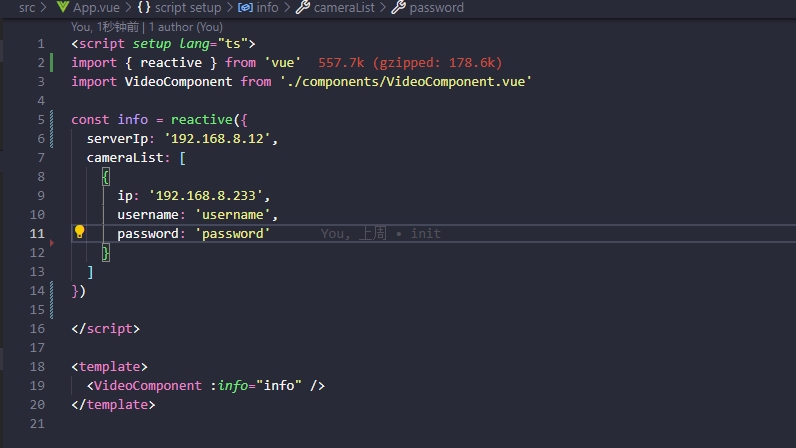 src > App.vue > {} script setup > info > cameraList > password
You, 1秒钟前 | 1 author (You)
1 <script setup lang="ts">
2 import { reactive } from 'vue' 557.7k (gzipped: 178.6k)
3 import VideoComponent from './components/VideoComponent.vue'
4
5 const info = reactive({
6 serverIp: '192.168.8.12',
7 cameraList: [
8 {
9 ip: '192.168.8.233',
10 username: 'username',
11 password: 'password' You, 上周 • init
12 }
13 ]
14 })
15
16 </script>
17
18 <template>
19 <VideoComponent :info="info" />
20 </template>
21